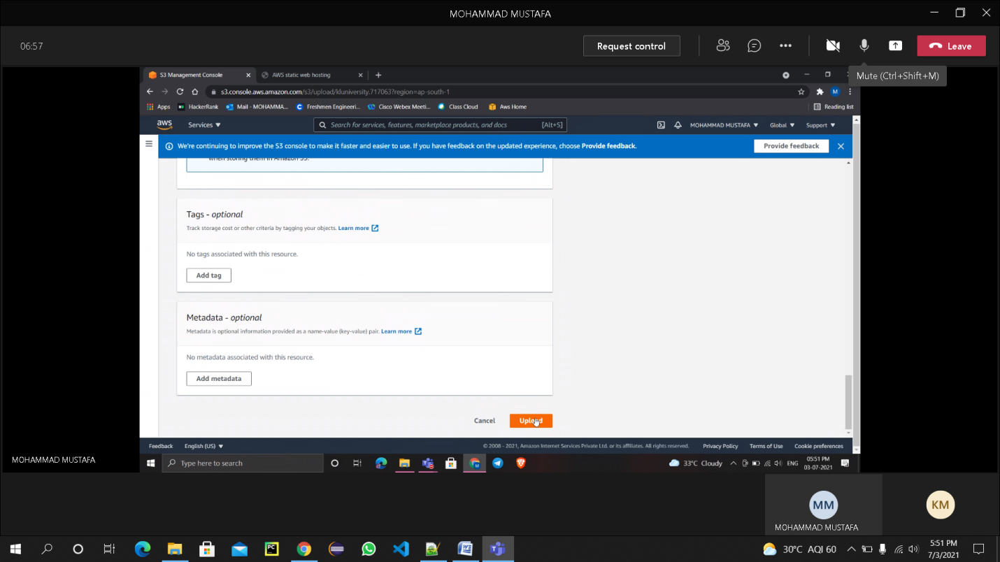 MOHAMMAD MUSTAFA
06:57
Request control
Leave
Mute (Ctrl+Shift+M)
S3 Management Console
AWS static web hosting
s3.console.aws.amazon.com/s3/upload/kluniversity.717063?region=ap-south-1
M
Apps
HackerRank
Mail - MOHAMMA...
Freshmen Engineeri...
Cisco Webex Meeti...
Class Cloud
Aws Home
Reading list
aws
Services
Search for services, features, marketplace products, and docs
[Alt+S]
MOHAMMAD MUSTAFA
Global
Support
We're continuing to improve the S3 console to make it faster and easier to use. If you have feedback on the updated experience, choose Provide feedback.
Provide feedback
when storing them in Amazon S3.
Tags - optional
Track storage cost or other criteria by tagging your objects. Learn more
No tags associated with this resource.
Add tag
Metadata - optional
Metadata is optional information provided as a name-value (key-value) pair. Learn more
No metadata associated with this resource.
Add metadata
Cancel
Upload
Feedback
English (US)
© 2008 - 2021, Amazon Internet Services Private Ltd. or its affiliates. All rights reserved.
Privacy Policy
Terms of Use
Cookie preferences
MOHAMMAD MUSTAFA
Type here to search
33°C Cloudy
ENG
05:51 PM
03-07-2021
MM
MOHAMMAD MUSTAFA
KM
PC
30°C AQI 60
5:51 PM
7/3/2021